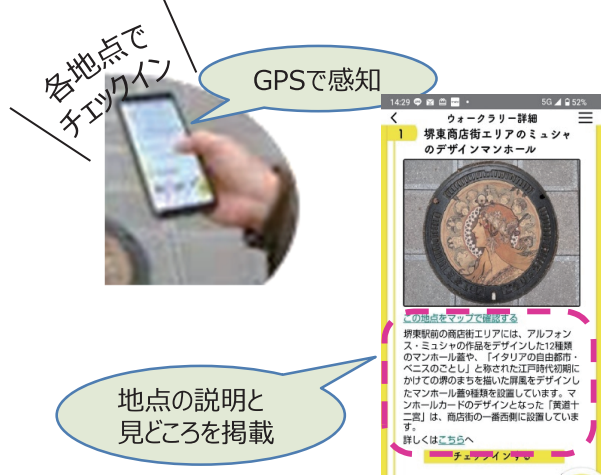 各地点で
チェックイン
GPSで感知
14:29
5G 52%
ウォークラリー詳細
1 堺東商店街エリアのミュシャ
のデザインマンホール
この地点をマップで確認する
堺東駅前の商店街エリアには、アルフォン
ス・ミュシャの作品をデザインした12種類
のマンホール蓋や、「イタリアの自由都市・
ベニスのごとし」と称された江戸時代初期に
かけての堺のまちを描いた屏風をデザインし
たマンホール蓋9種類を設置しています。マ
ンホールカードのデザインとなった「黄道十
二宮」は、商店街の一番西側に設置していま
す。
詳しくはこちらへ
チェックインする
地点の説明と
見どころを掲載